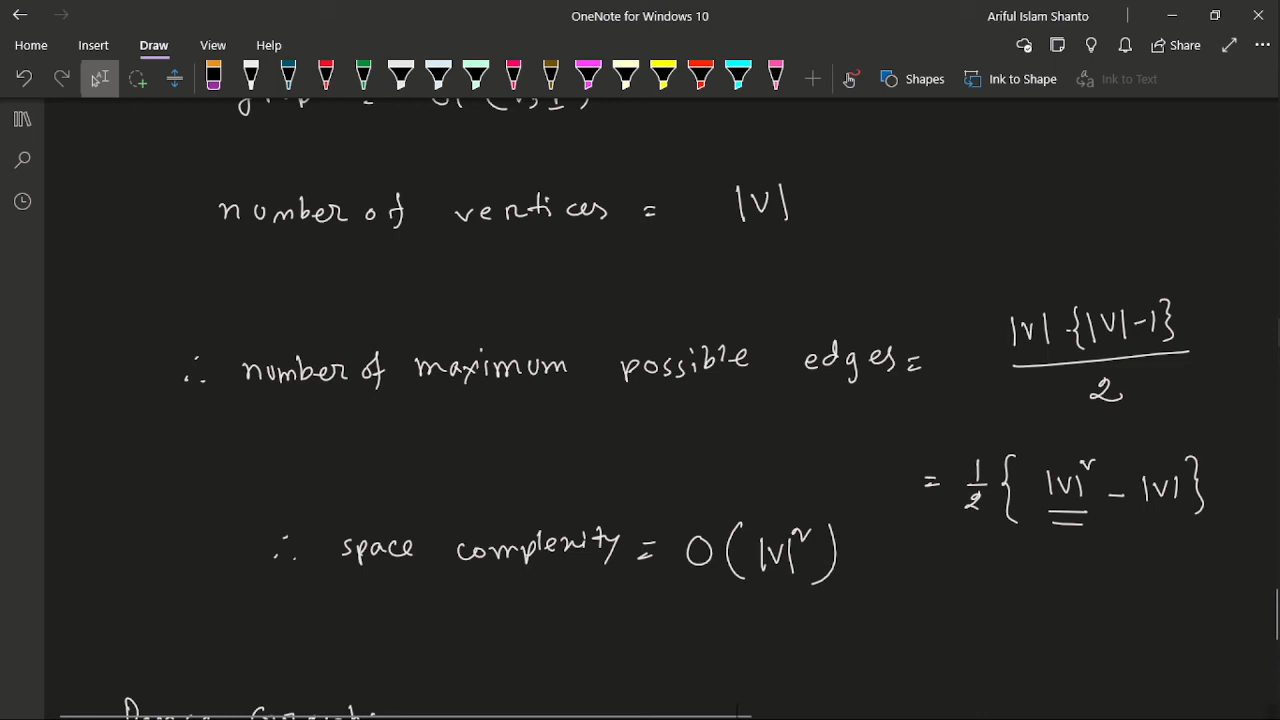 OneNote for Windows 10
Ariful Islam Shanto
Home Insert Draw View Help
Share
Shapes Ink to Shape Ink to Text
number of vertices = |V|
∴ number of maximum possible edges = |V| · {|V| - 1} / 2
= 1/2 { |V|² - |V| }
∴ space complexity = O(|V|²)